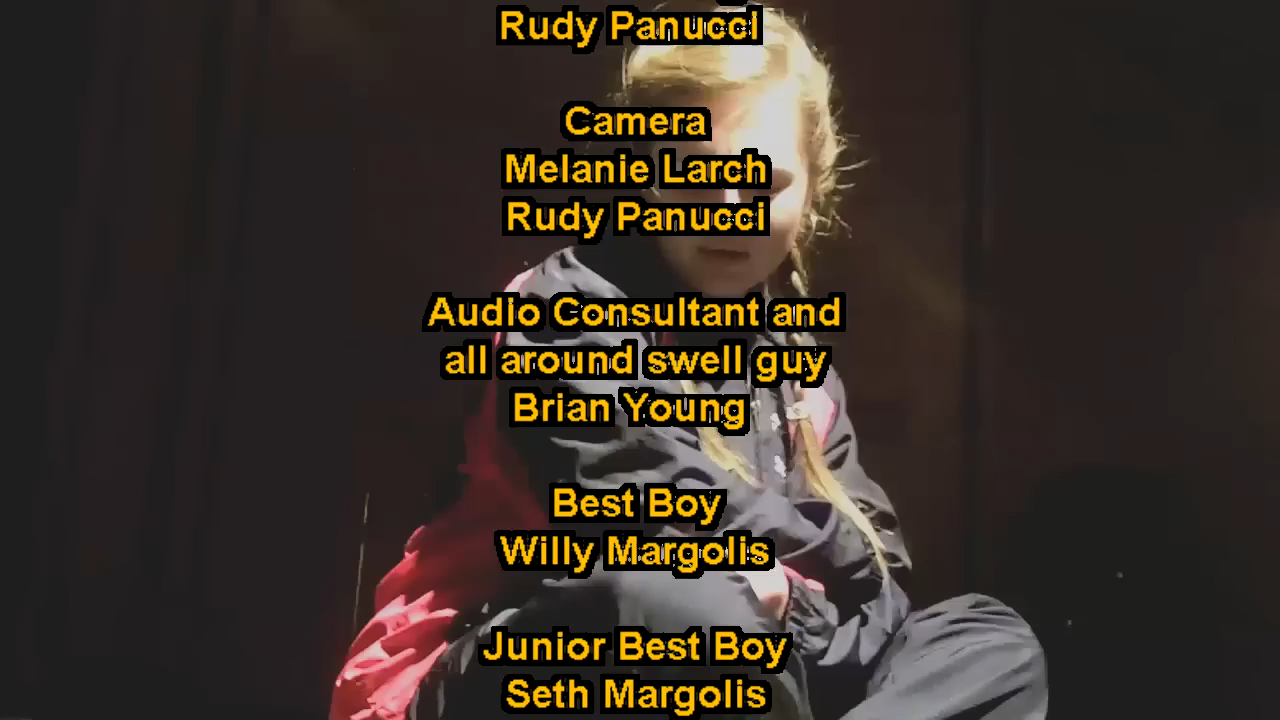 Rudy Panucci
Camera
Melanie Larch
Rudy Panucci
Audio Consultant and
all around swell guy
Brian Young
Best Boy
Willy Margolis
Junior Best Boy
Seth Margolis